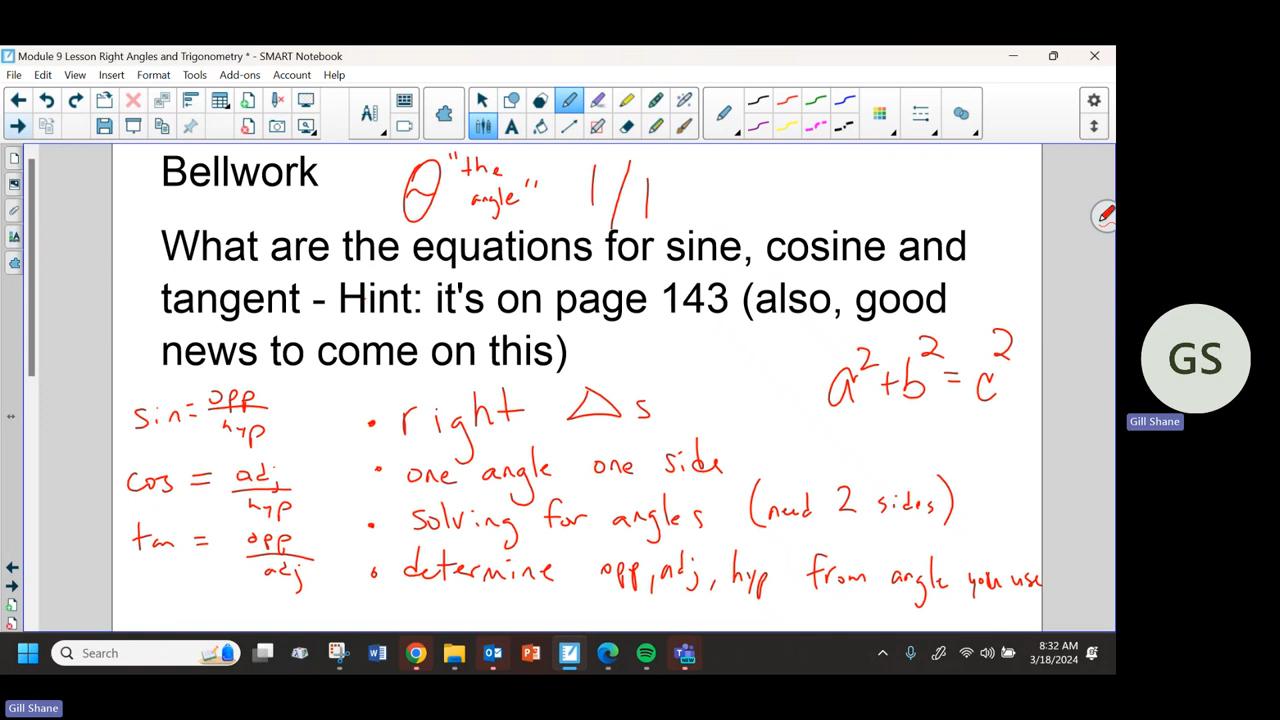 Module 9 Lesson Right Angles and Trigonometry * - SMART Notebook
File Edit View Insert Format Tools Add-ons Account Help
Bellwork
θ "the angle" 1/1
What are the equations for sine, cosine and
tangent - Hint: it's on page 143 (also, good
news to come on this)
a² + b² = c²
sin = opp/hyp
cos = adj/hyp
tan = opp/adj
• right △s
• one angle one side
• solving for angles (need 2 sides)
• determine opp, adj, hyp from angle you use
GS
Gill Shane
Search
8:32 AM
3/18/2024
Gill Shane